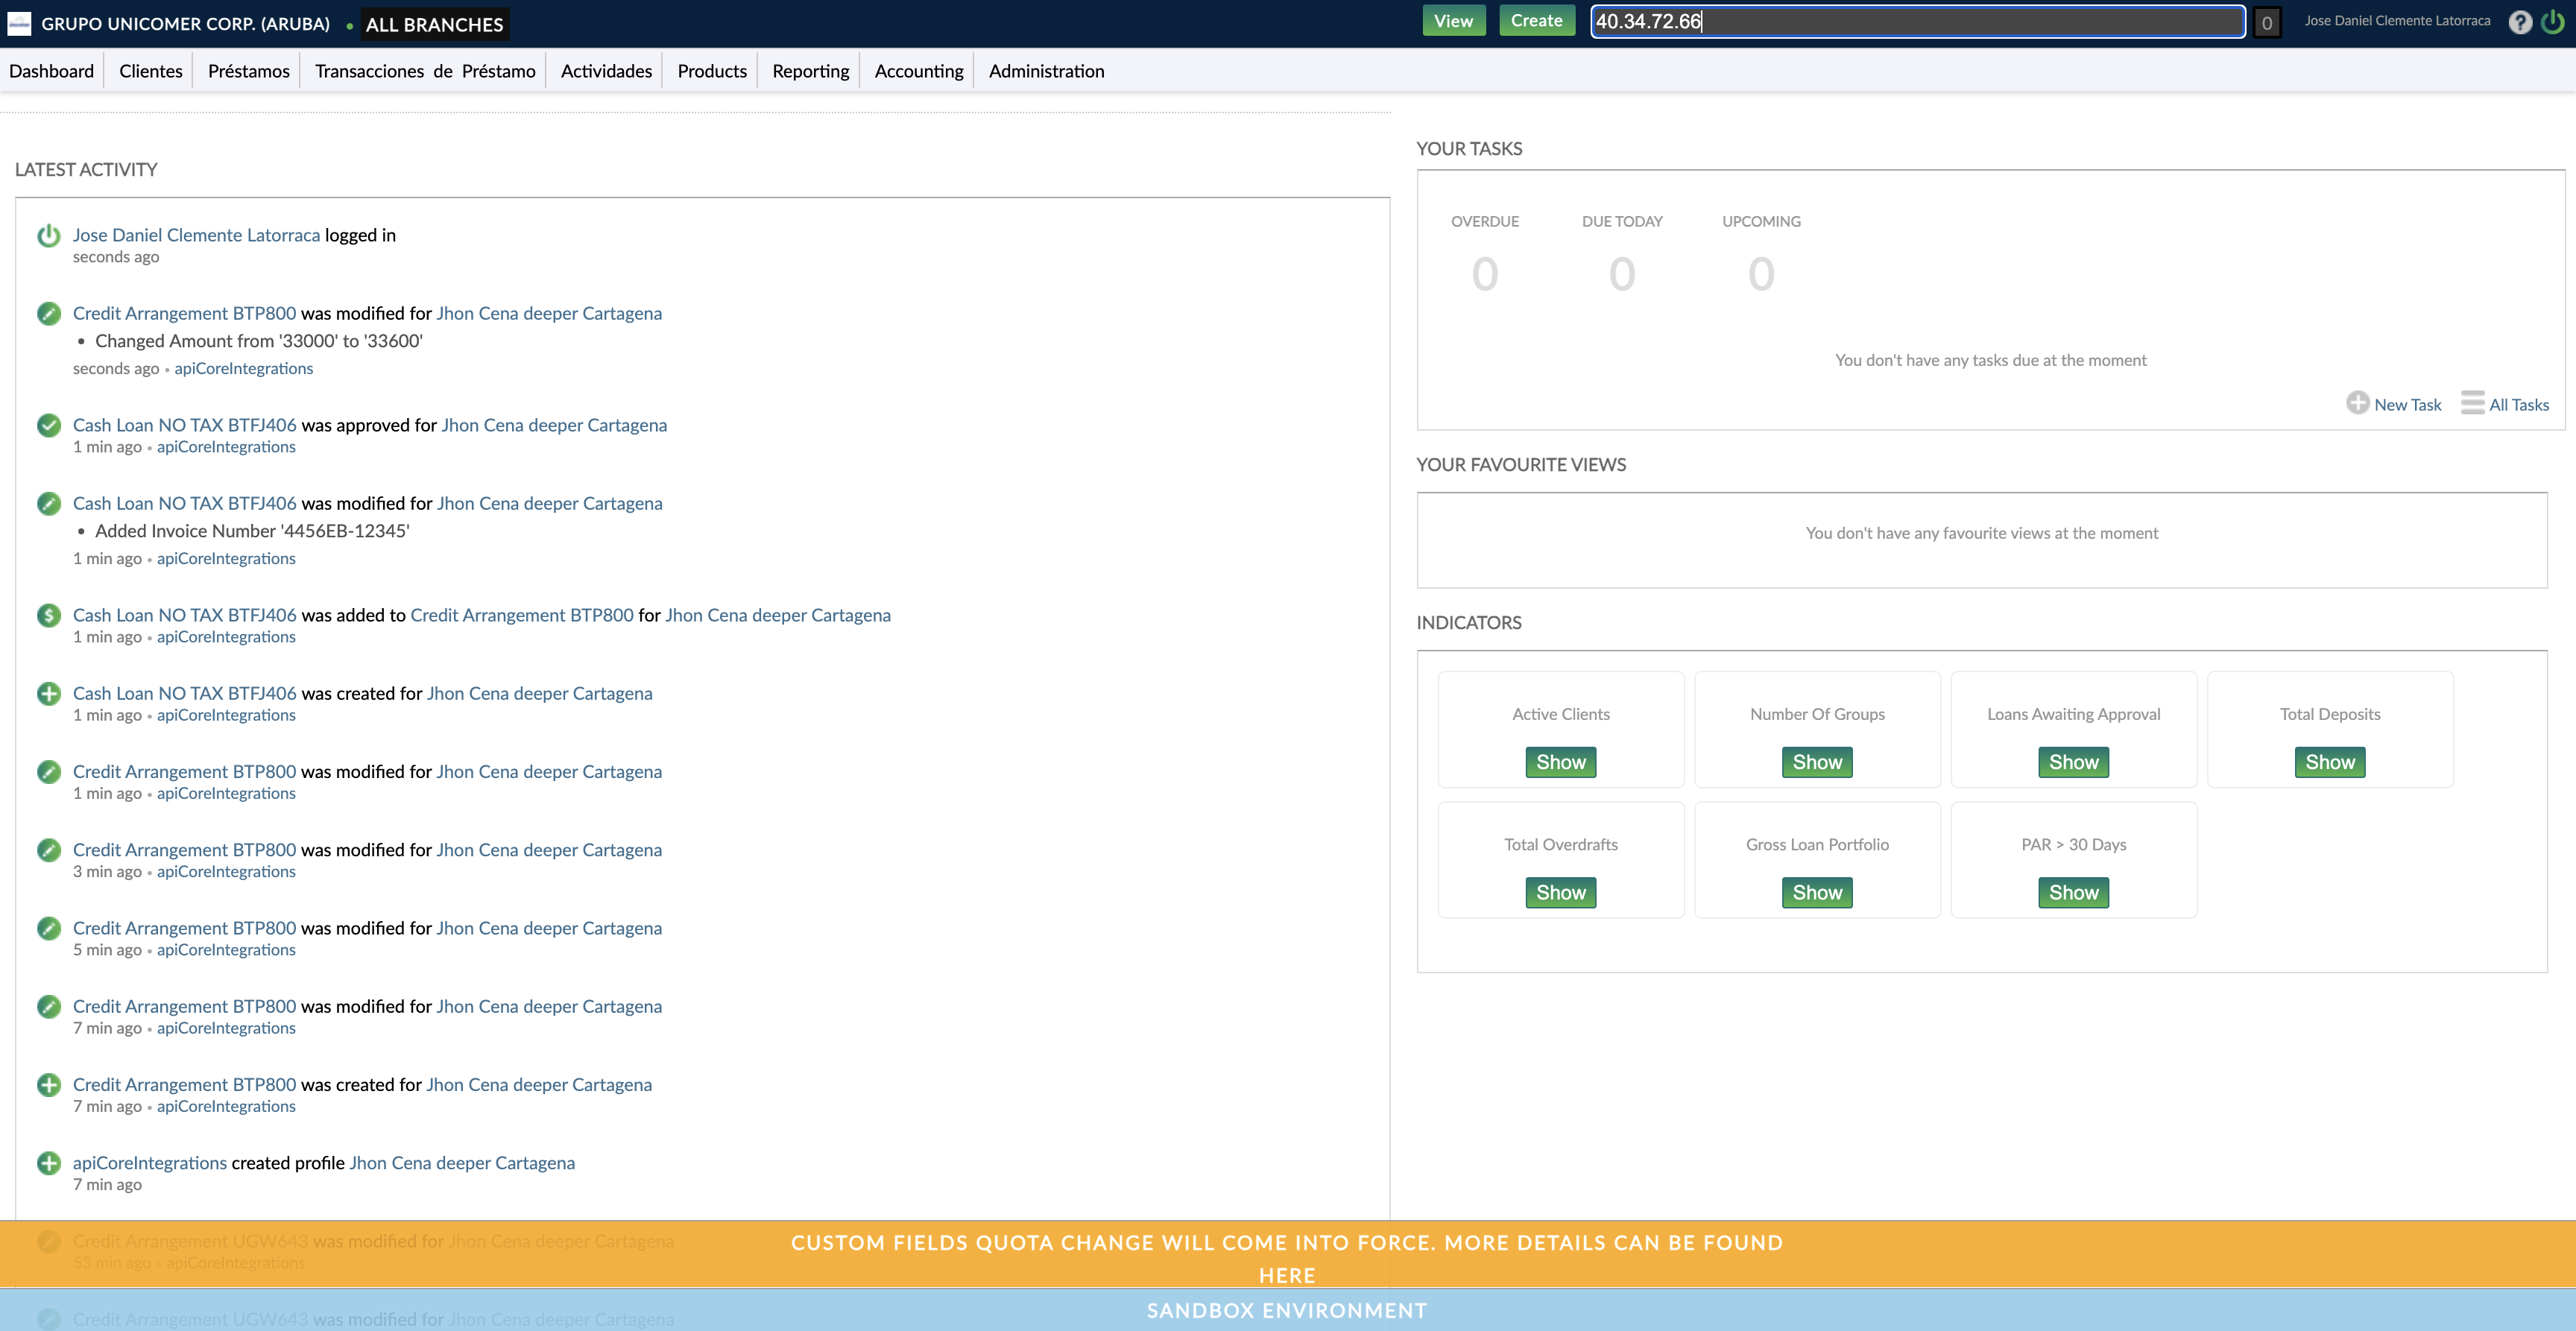 GRUPO UNICOMER CORP. (ARUBA) • ALL BRANCHES View Create 40.34.72.66 0 Jose Daniel Clemente Latorraca ?
Dashboard Clientes Préstamos Transacciones de Préstamo Actividades Products Reporting Accounting Administration
LATEST ACTIVITY
Jose Daniel Clemente Latorraca logged in
seconds ago
Credit Arrangement BTP800 was modified for Jhon Cena deeper Cartagena
• Changed Amount from '33000' to '33600'
seconds ago • apiCoreIntegrations
Cash Loan NO TAX BTFJ406 was approved for Jhon Cena deeper Cartagena
1 min ago • apiCoreIntegrations
Cash Loan NO TAX BTFJ406 was modified for Jhon Cena deeper Cartagena
• Added Invoice Number '4456EB-12345'
1 min ago • apiCoreIntegrations
Cash Loan NO TAX BTFJ406 was added to Credit Arrangement BTP800 for Jhon Cena deeper Cartagena
1 min ago • apiCoreIntegrations
Cash Loan NO TAX BTFJ406 was created for Jhon Cena deeper Cartagena
1 min ago • apiCoreIntegrations
Credit Arrangement BTP800 was modified for Jhon Cena deeper Cartagena
1 min ago • apiCoreIntegrations
Credit Arrangement BTP800 was modified for Jhon Cena deeper Cartagena
3 min ago • apiCoreIntegrations
Credit Arrangement BTP800 was modified for Jhon Cena deeper Cartagena
5 min ago • apiCoreIntegrations
Credit Arrangement BTP800 was modified for Jhon Cena deeper Cartagena
7 min ago • apiCoreIntegrations
Credit Arrangement BTP800 was created for Jhon Cena deeper Cartagena
7 min ago • apiCoreIntegrations
apiCoreIntegrations created profile Jhon Cena deeper Cartagena
7 min ago
Credit Arrangement UGW643 was modified for Jhon Cena deeper Cartagena
53 min ago • apiCoreIntegrations
Credit Arrangement UGW643 was modified for Jhon Cena deeper Cartagena
YOUR TASKS
OVERDUE DUE TODAY UPCOMING
0 0 0
You don't have any tasks due at the moment
New Task All Tasks
YOUR FAVOURITE VIEWS
You don't have any favourite views at the moment
INDICATORS
Active Clients Number Of Groups Loans Awaiting Approval Total Deposits
Show Show Show Show
Total Overdrafts Gross Loan Portfolio PAR > 30 Days
Show Show Show
CUSTOM FIELDS QUOTA CHANGE WILL COME INTO FORCE. MORE DETAILS CAN BE FOUND
HERE
SANDBOX ENVIRONMENT